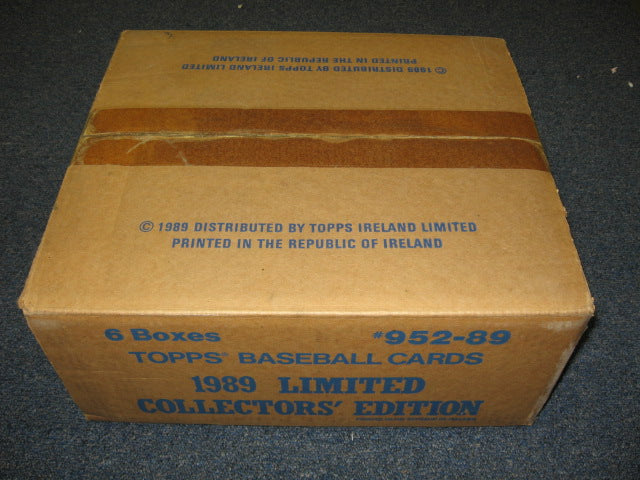 © 1989 DISTRIBUTED BY TOPPS IRELAND LIMITED
PRINTED IN THE REPUBLIC OF IRELAND
© 1989 DISTRIBUTED BY TOPPS IRELAND LIMITED
PRINTED IN THE REPUBLIC OF IRELAND
6 Boxes #952-89
TOPPS® BASEBALL CARDS
1989 LIMITED
COLLECTORS' EDITION